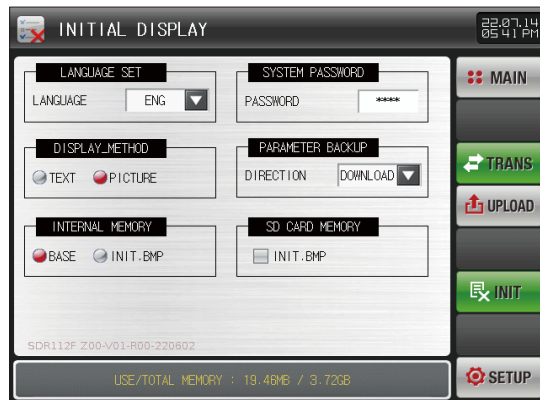 INITIAL DISPLAY
22.07.14
05:41 PM
LANGUAGE SET
LANGUAGE
ENG
SYSTEM PASSWORD
PASSWORD
****
DISPLAY_METHOD
TEXT
PICTURE
PARAMETER BACKUP
DIRECTION
DOWNLOAD
INTERNAL MEMORY
BASE
INIT.BMP
SD CARD MEMORY
INIT.BMP
SDR112F Z00-V01-R00-220602
USE/TOTAL MEMORY : 19.46MB / 3.72GB
MAIN
TRANS
UPLOAD
INIT
SETUP